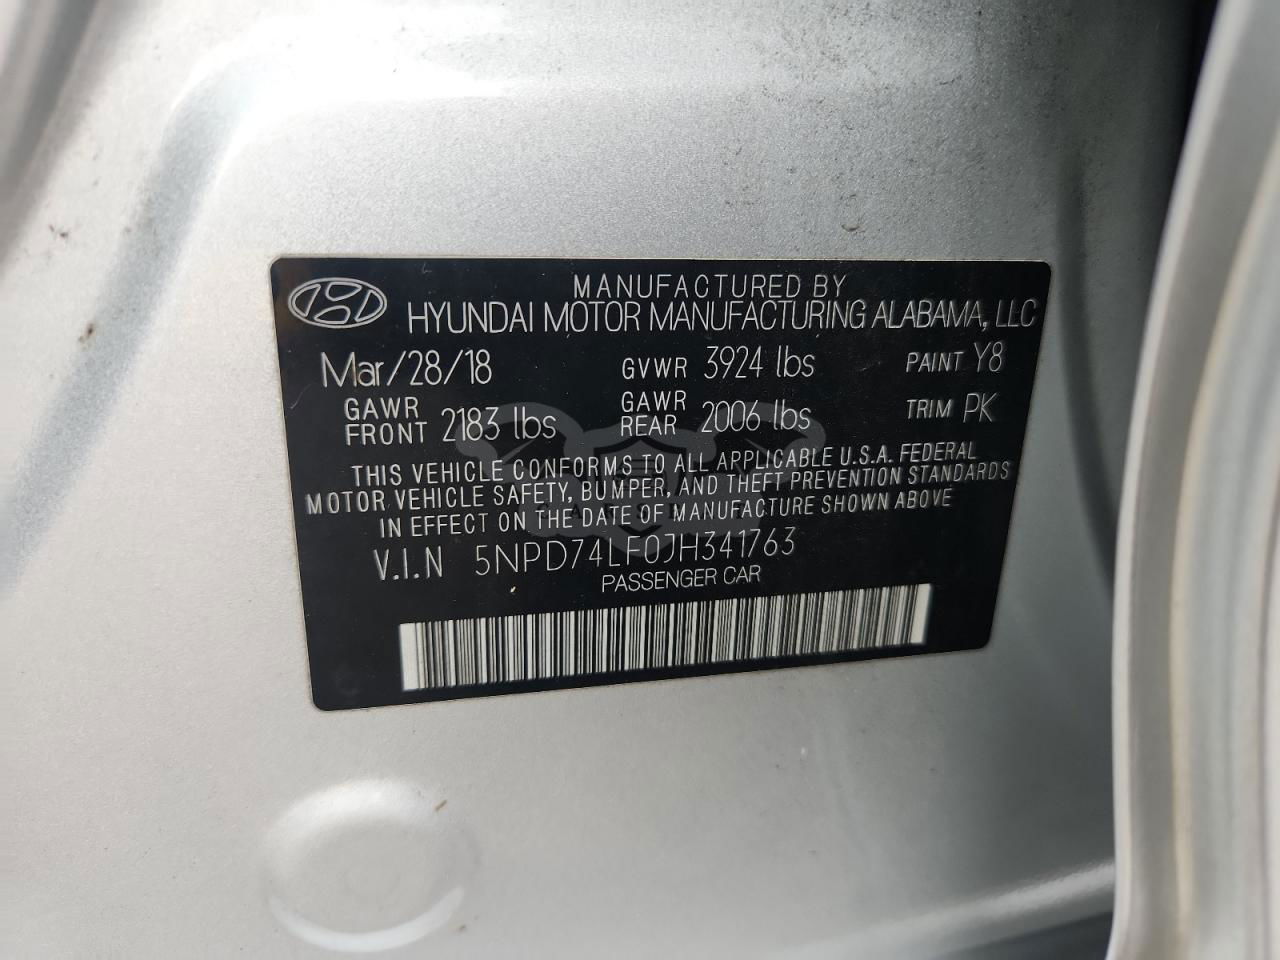 MANUFACTURED BY
HYUNDAI MOTOR MANUFACTURING ALABAMA, LLC
Mar/28/18 GVWR 3924 lbs PAINT Y8
GAWR FRONT 2183 lbs GAWR REAR 2006 lbs TRIM PK
THIS VEHICLE CONFORMS TO ALL APPLICABLE U.S.A. FEDERAL
MOTOR VEHICLE SAFETY, BUMPER, AND THEFT PREVENTION STANDARDS
IN EFFECT ON THE DATE OF MANUFACTURE SHOWN ABOVE
V.I.N 5NPD74LF0JH341763
PASSENGER CAR